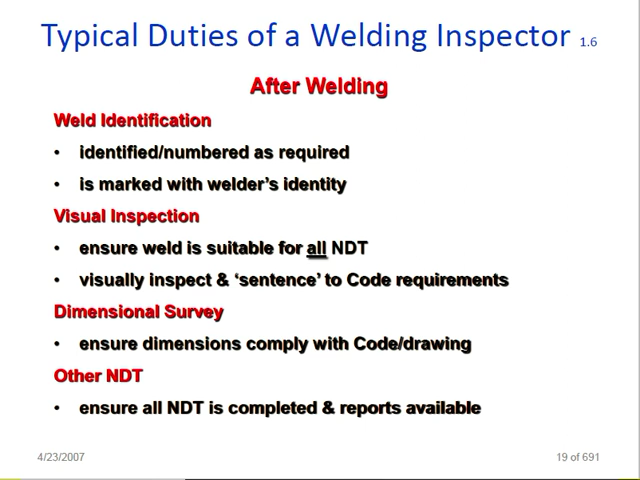 Typical Duties of a Welding Inspector 1.6
After Welding
Weld Identification
• identified/numbered as required
• is marked with welder's identity
Visual Inspection
• ensure weld is suitable for all NDT
• visually inspect & 'sentence' to Code requirements
Dimensional Survey
• ensure dimensions comply with Code/drawing
Other NDT
• ensure all NDT is completed & reports available
4/23/2007 19 of 691